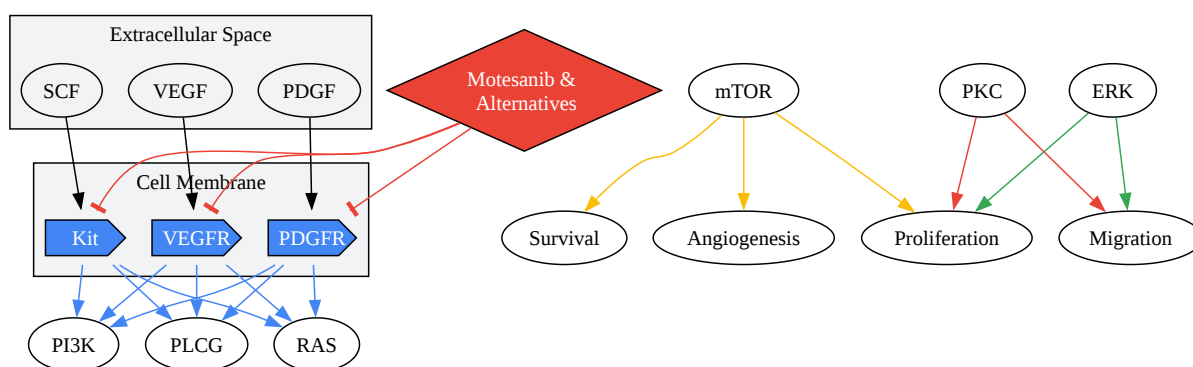 Extracellular Space
SCF
VEGF
PDGF
Motesanib &
Alternatives
mTOR
PKC
ERK
Cell Membrane
Kit
VEGFR
PDGFR
Survival
Angiogenesis
Proliferation
Migration
PI3K
PLCG
RAS